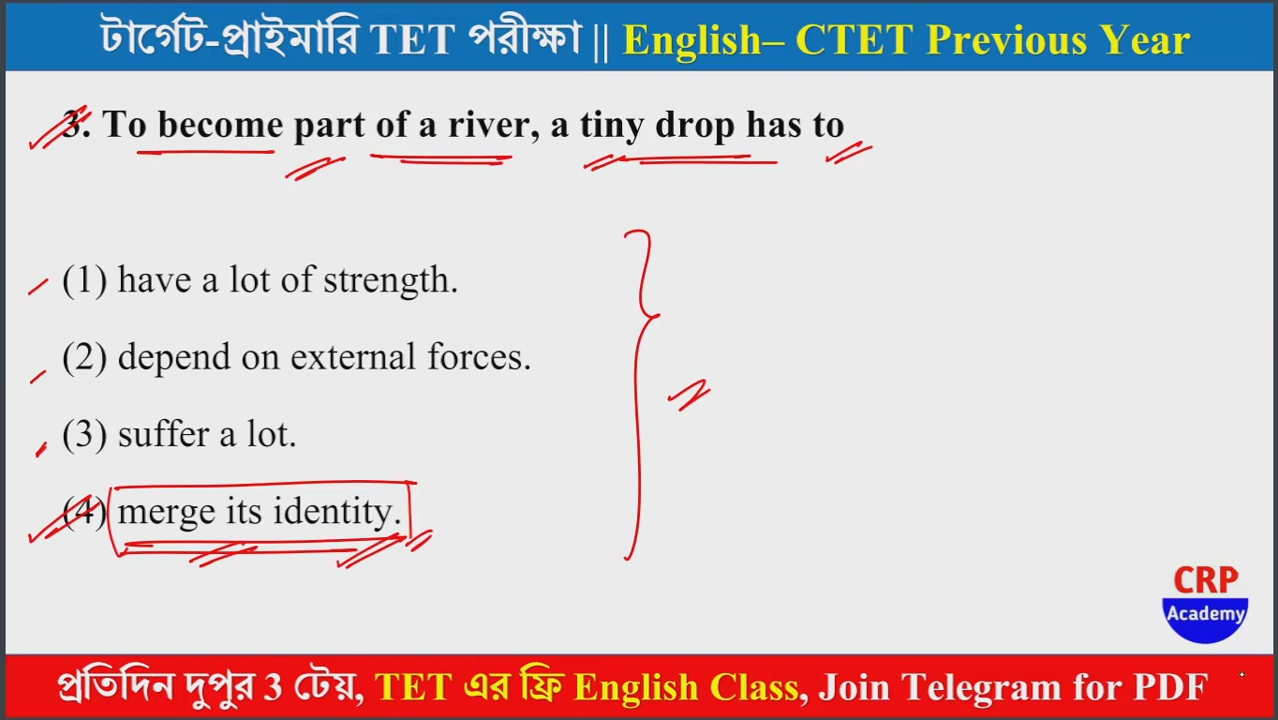 টার্গেট-প্রাইমারি TET পরীক্ষা || English– CTET Previous Year
3. To become part of a river, a tiny drop has to
(1) have a lot of strength.
(2) depend on external forces.
(3) suffer a lot.
(4) merge its identity.
CRP
Academy
প্রতিদিন দুপুর 3 টেয়, TET এর ফ্রি English Class, Join Telegram for PDF